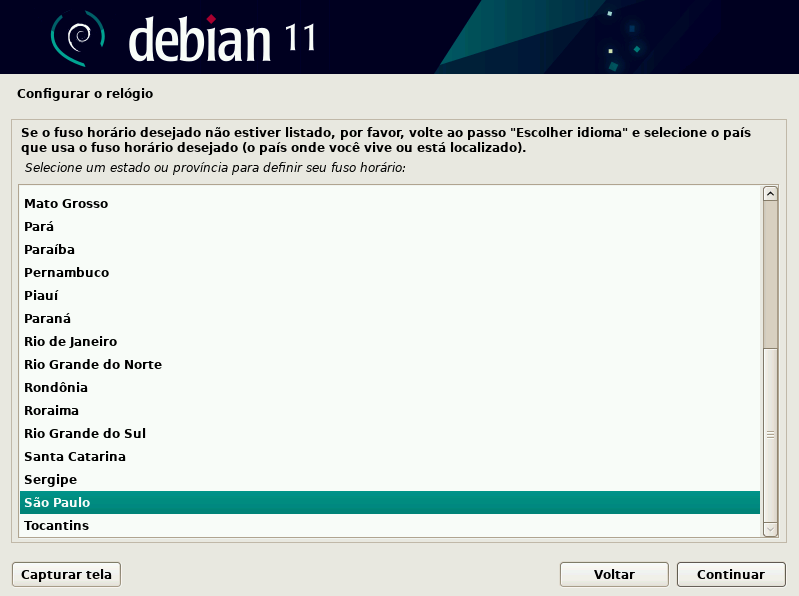 debian 11
Configurar o relógio
Se o fuso horário desejado não estiver listado, por favor, volte ao passo "Escolher idioma" e selecione o país
que usa o fuso horário desejado (o país onde você vive ou está localizado).
Selecione um estado ou província para definir seu fuso horário:
Mato Grosso
Pará
Paraíba
Pernambuco
Piauí
Paraná
Rio de Janeiro
Rio Grande do Norte
Rondônia
Roraima
Rio Grande do Sul
Santa Catarina
Sergipe
São Paulo
Tocantins
Capturar tela
Voltar
Continuar